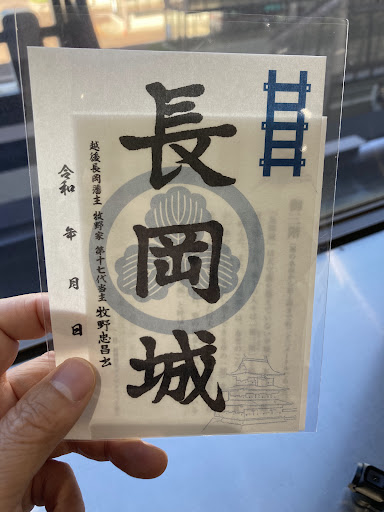 長岡城
越後長岡藩主 牧野家 第十七代当主 牧野忠昌書
令和 年 月 日